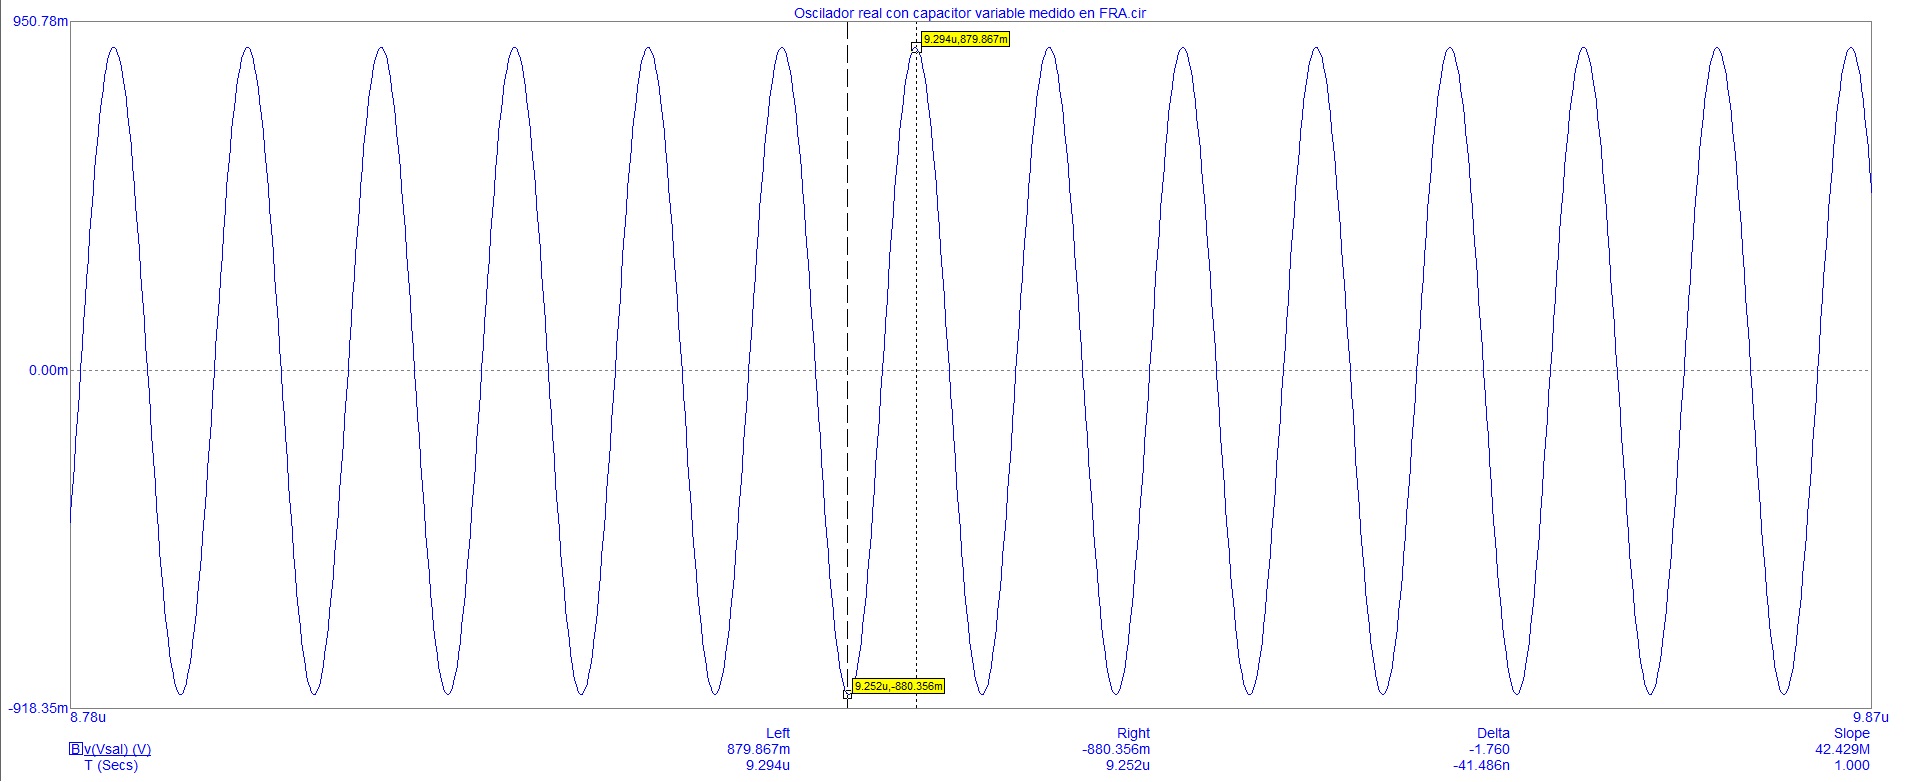 Oscilador real con capacitor variable medido en FRA.cir
950.78m
9.294u,879.867m
0.00m
9.252u,-880.356m
-918.35m
8.78u 9.87u
Left Right Delta Slope
B v(Vsal) (V) 879.867m -880.356m -1.760 42.429M
T (Secs) 9.294u 9.252u -41.486n 1.000